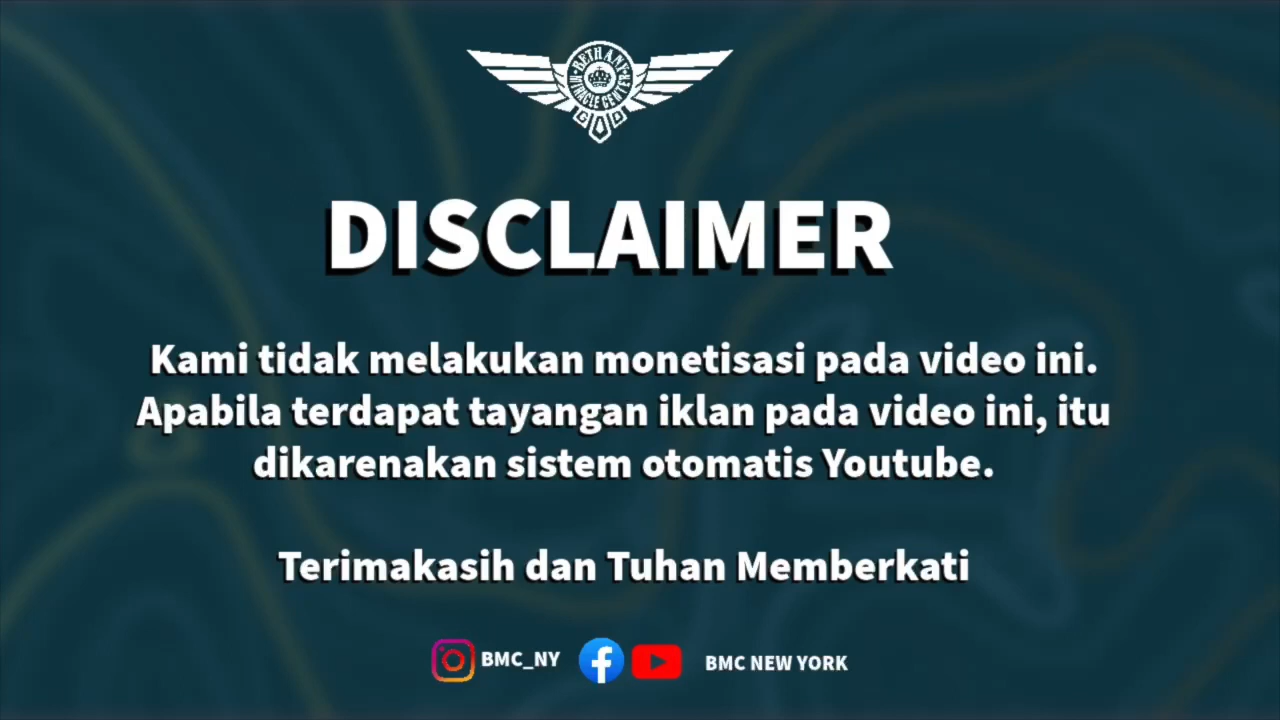 BETHANY
MIRACLE CENTER
DISCLAIMER
Kami tidak melakukan monetisasi pada video ini.
Apabila terdapat tayangan iklan pada video ini, itu
dikarenakan sistem otomatis Youtube.
Terimakasih dan Tuhan Memberkati
BMC_NY BMC NEW YORK